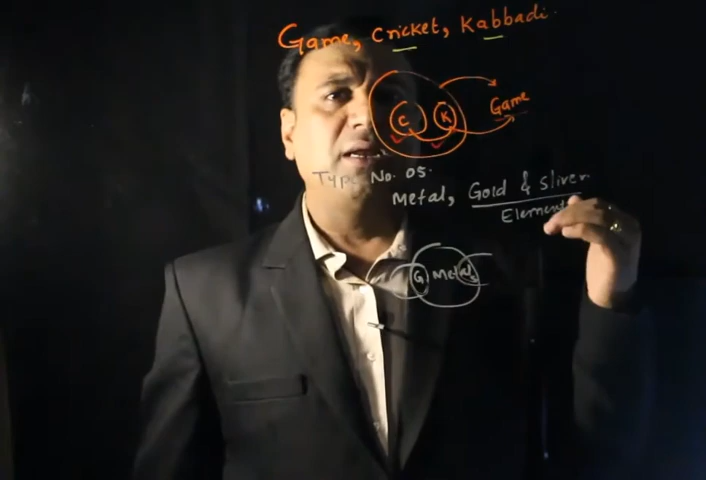 Game, Cricket, Kabbadi.
C K
Game
Type No. 05.
Metal, Gold & Sliver
Element
G Metal